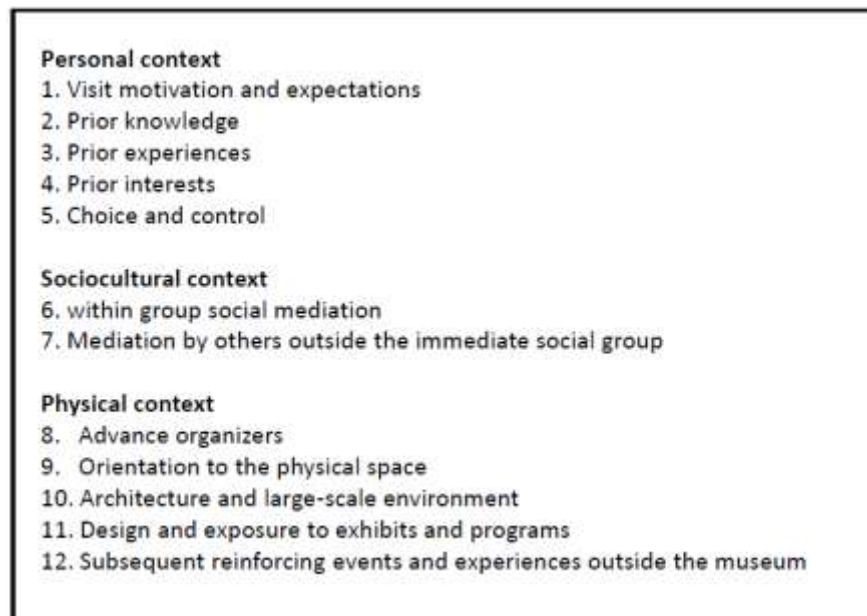 Personal context
1. Visit motivation and expectations
2. Prior knowledge
3. Prior experiences
4. Prior interests
5. Choice and control
Sociocultural context
6. within group social mediation
7. Mediation by others outside the immediate social group
Physical context
8. Advance organizers
9. Orientation to the physical space
10. Architecture and large-scale environment
11. Design and exposure to exhibits and programs
12. Subsequent reinforcing events and experiences outside the museum